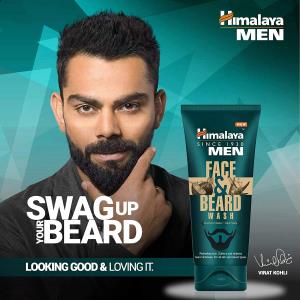 Himalaya
MEN
NEW
Himalaya
SINCE 1930
MEN
FACE
&
BEARD
WASH
SWAG UP
YOUR BEARD
LOOKING GOOD & LOVING IT.
VIRAT KOHLI